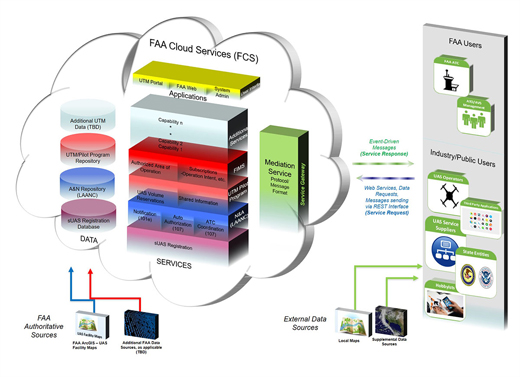 FAA Cloud Services (FCS)
UTM Portal
FAA Web
System Admin
Applications
Additional UTM
Data (TBD)
UTM/Pilot Program
Repository
A&N Repository
(LAANC)
sUAS Registration
Database
DATA
Capability n
Capability 2
Capability 1
Additional Services
Authorized Area of
Operation
Subscriptions
(Operation Intent, etc.
FIMS
UAS Volume
Reservations
Shared Information
UTM Pilot Program
Notification
(101e)
Auto
Authorization
(107)
ATC
Coordination
(107)
(LAANC)
sUAS Registration
SERVICES
Mediation
Service
Protocol
Message
Format
Service Gateway
Event-Driven
Messages
(Service Response)
Web Services, Data
Requests,
Messages sending
via REST Interface
(Service Request)
FAA Users
Industry/Public Users
UAS Operators
UAS Service
Suppliers
State Entities
FAA
Authoritative
Sources
FAA ArcGIS – UAS
Facility Maps
Additional FAA Data
Sources, as applicable
(TBD)
External Data
Sources
Local Maps
Supplemental Data
Sources